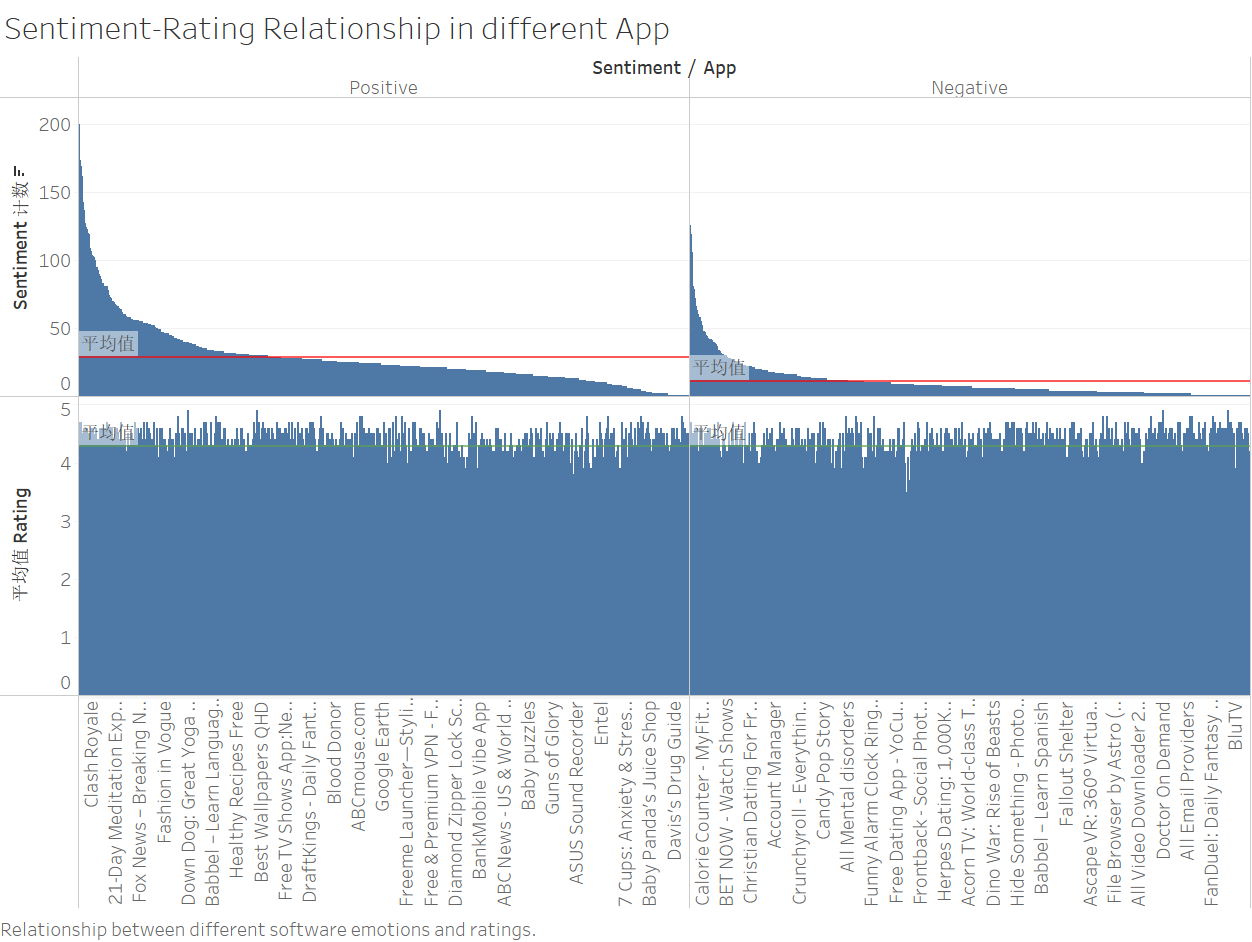 Sentiment-Rating Relationship in different App
Sentiment / App
Positive
Negative
Sentiment 计数
200
150
100
50
0
平均值
平均值
平均值 Rating
5
4
3
2
1
0
平均值
平均值
Clash Royale
21-Day Meditation Exp..
Fox News – Breaking N..
Fashion in Vogue
Down Dog: Great Yoga ..
Babbel – Learn Languag..
Healthy Recipes Free
Best Wallpapers QHD
Free TV Shows App:Ne..
DraftKings - Daily Fant..
Blood Donor
ABCmouse.com
Google Earth
Freeme Launcher—Styli..
Free & Premium VPN - F..
Diamond Zipper Lock Sc..
BankMobile Vibe App
ABC News - US & World ..
Baby puzzles
Guns of Glory
ASUS Sound Recorder
Entel
7 Cups: Anxiety & Stres..
Baby Panda's Juice Shop
Davis's Drug Guide
Calorie Counter - MyFit..
BET NOW - Watch Shows
Christian Dating For Fr..
Account Manager
Crunchyroll - Everythin..
Candy Pop Story
All Mental disorders
Funny Alarm Clock Ring..
Free Dating App - YoCu..
Frontback - Social Phot..
Herpes Dating: 1,000K..
Acorn TV: World-class T..
Dino War: Rise of Beasts
Hide Something - Photo..
Babbel – Learn Spanish
Fallout Shelter
Ascape VR: 360° Virtua..
File Browser by Astro (..
All Video Downloader 2..
Doctor On Demand
All Email Providers
FanDuel: Daily Fantasy ..
BluTV
Relationship between different software emotions and ratings.